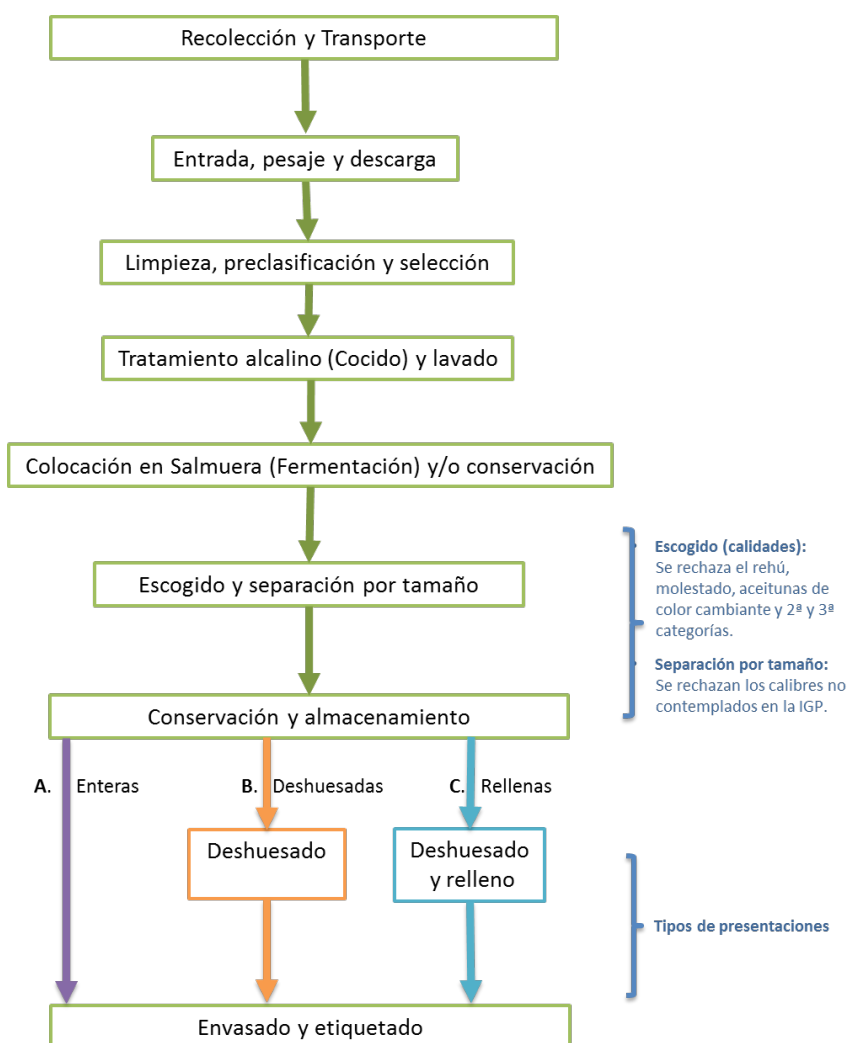 Recolección y Transporte
Entrada, pesaje y descarga
Limpieza, preclasificación y selección
Tratamiento alcalino (Cocido) y lavado
Colocación en Salmuera (Fermentación) y/o conservación
Escogido y separación por tamaño
• Escogido (calidades):
Se rechaza el rehú,
molestado, aceitunas de
color cambiante y 2ª y 3ª
categorías.
• Separación por tamaño:
Se rechazan los calibres no
contemplados en la IGP.
Conservación y almacenamiento
A. Enteras
B. Deshuesadas
C. Rellenas
Deshuesado
Deshuesado
y relleno
Tipos de presentaciones
Envasado y etiquetado